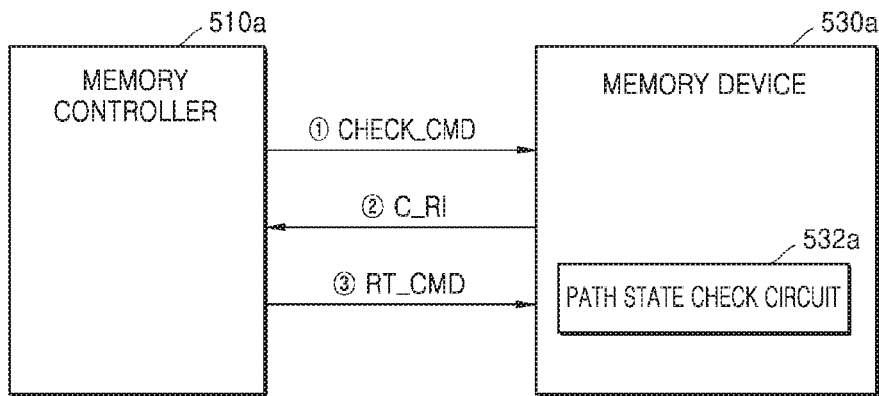 510a
530a
MEMORY
CONTROLLER
MEMORY DEVICE
① CHECK_CMD
② C_RI
③ RT_CMD
532a
PATH STATE CHECK CIRCUIT